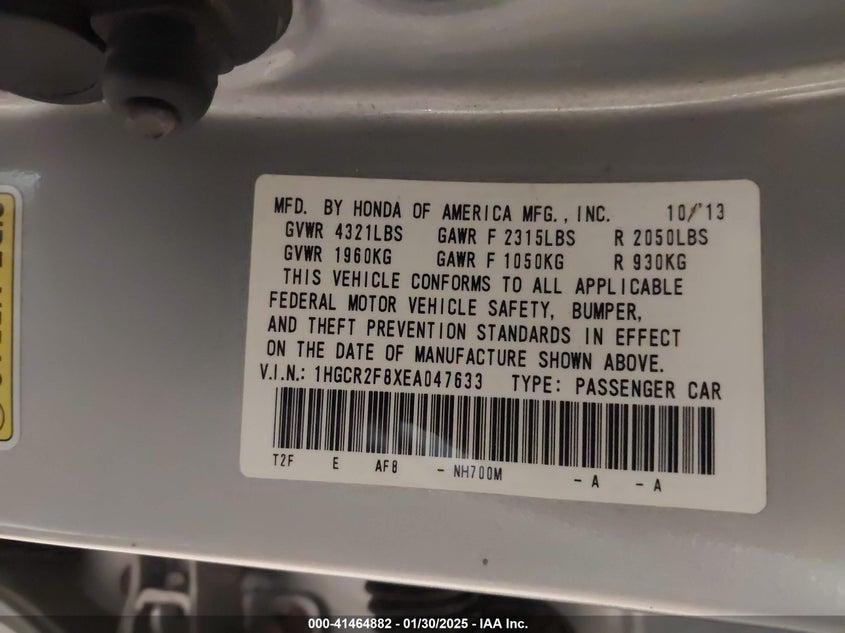 MFD. BY HONDA OF AMERICA MFG., INC. 10/'13
GVWR 4321LBS GAWR F 2315LBS R 2050LBS
GVWR 1960KG GAWR F 1050KG R 930KG
THIS VEHICLE CONFORMS TO ALL APPLICABLE
FEDERAL MOTOR VEHICLE SAFETY, BUMPER,
AND THEFT PREVENTION STANDARDS IN EFFECT
ON THE DATE OF MANUFACTURE SHOWN ABOVE.
V.I.N.: 1HGCR2F8XEA047633 TYPE: PASSENGER CAR
T2F E AF8 - NH700M - A - A
000-41464882 - 01/30/2025 - IAA Inc.